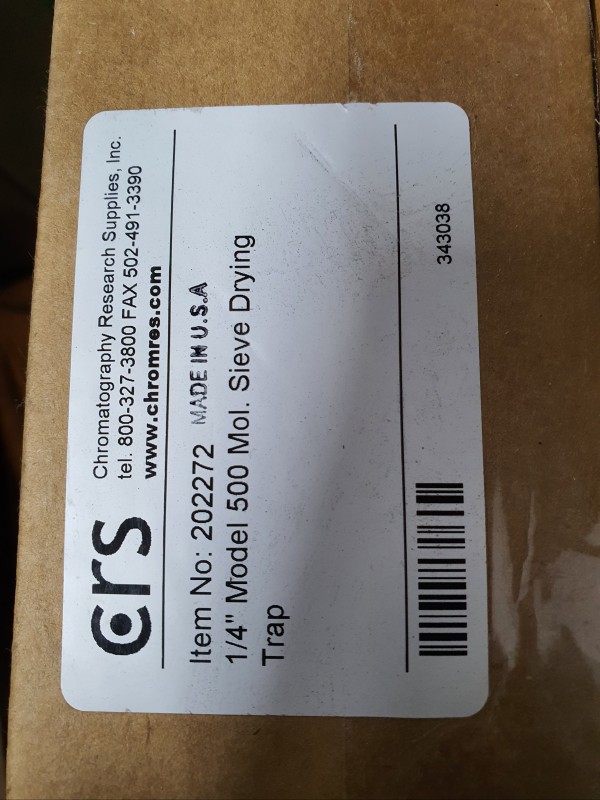 crs
Chromatography Research Supplies, Inc.
tel. 800-327-3800 FAX 502-491-3390
www.chromres.com
Item No: 202272 MADE IN U.S.A
1/4" Model 500 Mol. Sieve Drying
Trap
343038